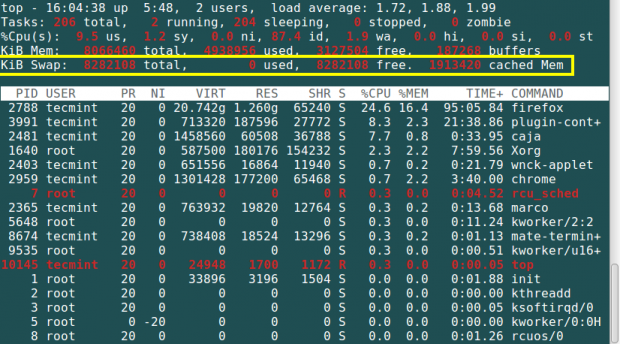 top - 16:04:38 up  5:48,  2 users,  load average: 1.72, 1.88, 1.99
Tasks: 206 total,   2 running, 204 sleeping,   0 stopped,   0 zombie
%Cpu(s):  9.5 us,  1.2 sy,  0.0 ni, 87.4 id,  1.9 wa,  0.0 hi,  0.0 si,  0.0 st
KiB Mem:   8066460 total,  4938956 used,  3127504 free,   187268 buffers
KiB Swap:  8282108 total,        0 used,  8282108 free.  1913420 cached Mem
PID USER      PR  NI    VIRT    RES    SHR S  %CPU %MEM     TIME+ COMMAND
2788 tecmint   20   0 20.742g 1.260g  65240 S  24.6 16.4  95:05.84 firefox
3991 tecmint   20   0  713320 187596  27772 S   8.3  2.3  21:38.86 plugin-cont+
2481 tecmint   20   0 1458560  60508  36788 S   7.7  0.8   0:33.95 caja
1640 root      20   0  587500 180176 154232 S   2.3  2.2   7:59.56 Xorg
2403 tecmint   20   0  651556  16864  11940 S   0.7  0.2   0:21.79 wnck-applet
2959 tecmint   20   0 1301428 177200  65468 S   0.7  2.2   3:40.00 chrome
7 root      20   0       0      0      0 R   0.3  0.0   0:04.52 rcu_sched
2365 tecmint   20   0  763932  19820  12764 S   0.3  0.2   0:13.68 marco
5648 root      20   0       0      0      0 S   0.3  0.0   0:11.24 kworker/2:2
8674 tecmint   20   0  738408  18524  13296 S   0.3  0.2   0:01.13 mate-termin+
9535 root      20   0       0      0      0 S   0.3  0.0   0:00.51 kworker/u16+
10145 tecmint   20   0   24948   1700   1172 R   0.3  0.0   0:00.05 top
1 root      20   0   33896   3196   1504 S   0.0  0.0   0:01.88 init
2 root      20   0       0      0      0 S   0.0  0.0   0:00.00 kthreadd
3 root      20   0       0      0      0 S   0.0  0.0   0:00.05 ksoftirqd/0
5 root       0 -20       0      0      0 S   0.0  0.0   0:00.00 kworker/0:0H
8 root      20   0       0      0      0 S   0.0  0.0   0:01.26 rcuos/0